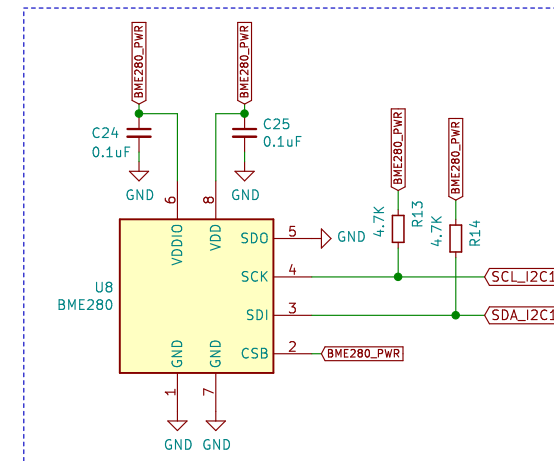 BME280_PWR
BME280_PWR
C24
0.1uF
C25
0.1uF
GND
GND
BME280_PWR
BME280_PWR
4.7K
R13
4.7K
R14
6
8
VDDIO
VDD
SDO
5
GND
SCK
4
SCL_I2C1
U8
BME280
SDI
3
SDA_I2C1
GND
GND
CSB
2
BME280_PWR
1
7
GND
GND